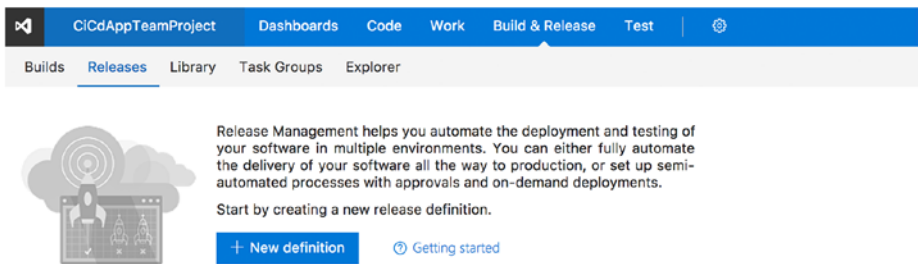 CiCdAppTeamProject Dashboards Code Work Build & Release Test
Builds Releases Library Task Groups Explorer
Release Management helps you automate the deployment and testing of
your software in multiple environments. You can either fully automate
the delivery of your software all the way to production, or set up semi-
automated processes with approvals and on-demand deployments.
Start by creating a new release definition.
+ New definition ? Getting started